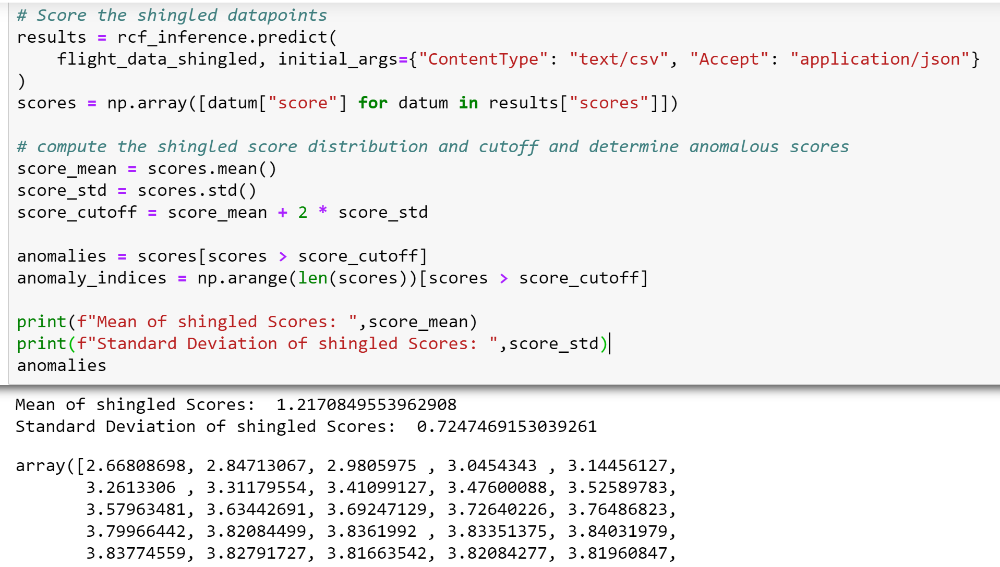 # Score the shingled datapoints
results = rcf_inference.predict(
    flight_data_shingled, initial_args={"ContentType": "text/csv", "Accept": "application/json"}
)
scores = np.array([datum["score"] for datum in results["scores"]])

# compute the shingled score distribution and cutoff and determine anomalous scores
score_mean = scores.mean()
score_std = scores.std()
score_cutoff = score_mean + 2 * score_std

anomalies = scores[scores > score_cutoff]
anomaly_indices = np.arange(len(scores))[scores > score_cutoff]

print(f"Mean of shingled Scores: ",score_mean)
print(f"Standard Deviation of shingled Scores: ",score_std)
anomalies
Mean of shingled Scores:  1.2170849553962908
Standard Deviation of shingled Scores:  0.7247469153039261

array([2.66808698, 2.84713067, 2.9805975 , 3.0454343 , 3.14456127,
       3.2613306 , 3.31179554, 3.41099127, 3.47600088, 3.52589783,
       3.57963481, 3.63442691, 3.69247129, 3.72640226, 3.76486823,
       3.79966442, 3.82084499, 3.8361992 , 3.83351375, 3.84031979,
       3.83774559, 3.82791727, 3.81663542, 3.82084277, 3.81960847,